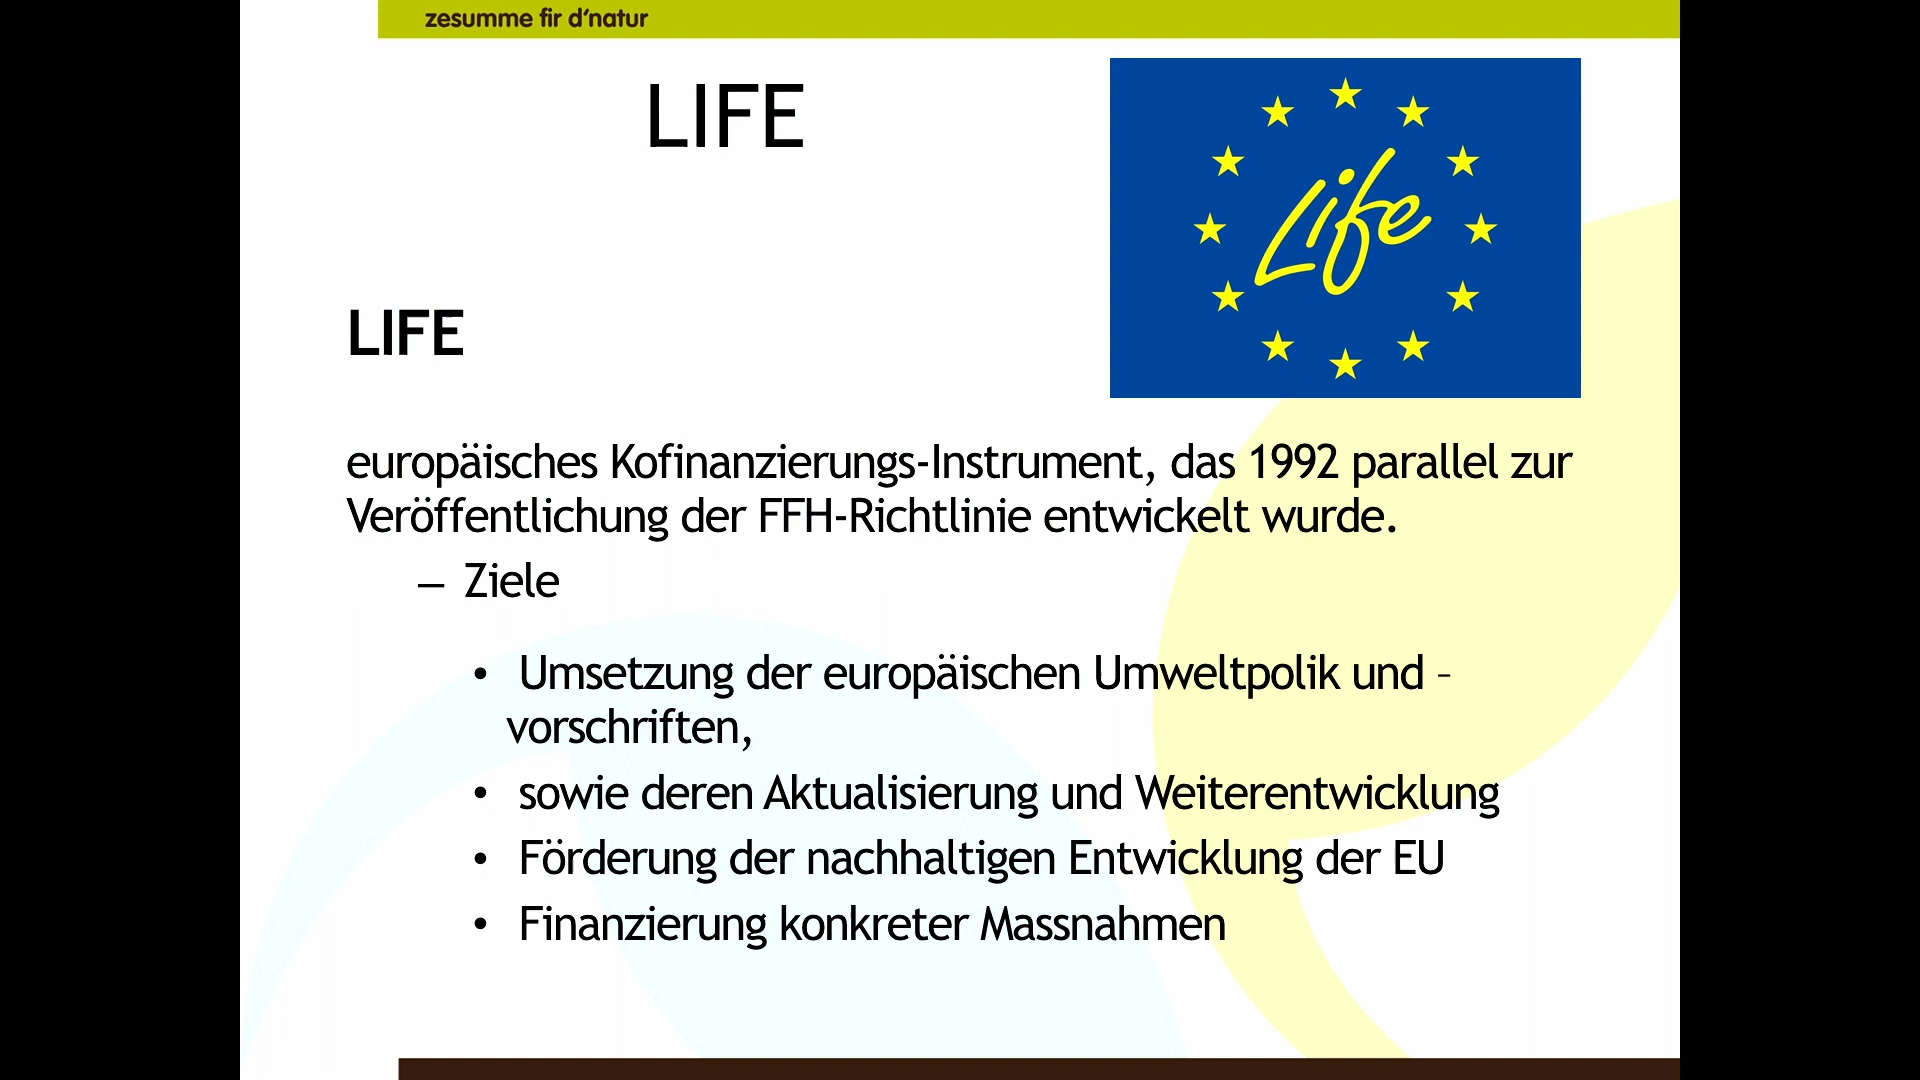 zesumme fir d'natur
LIFE
Life
LIFE
europäisches Kofinanzierungs-Instrument, das 1992 parallel zur
Veröffentlichung der FFH-Richtlinie entwickelt wurde.
– Ziele
• Umsetzung der europäischen Umweltpolik und –
vorschriften,
• sowie deren Aktualisierung und Weiterentwicklung
• Förderung der nachhaltigen Entwicklung der EU
• Finanzierung konkreter Massnahmen